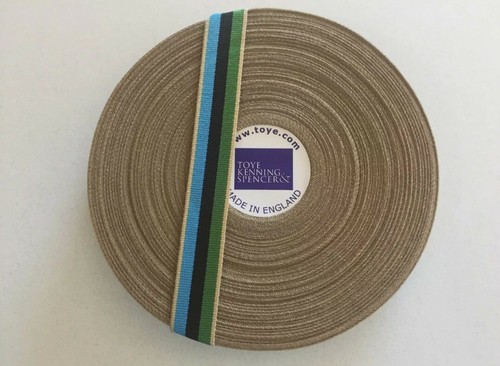 www.toye.com
TOYE
KENNING
SPENCER&
MADE IN ENGLAND